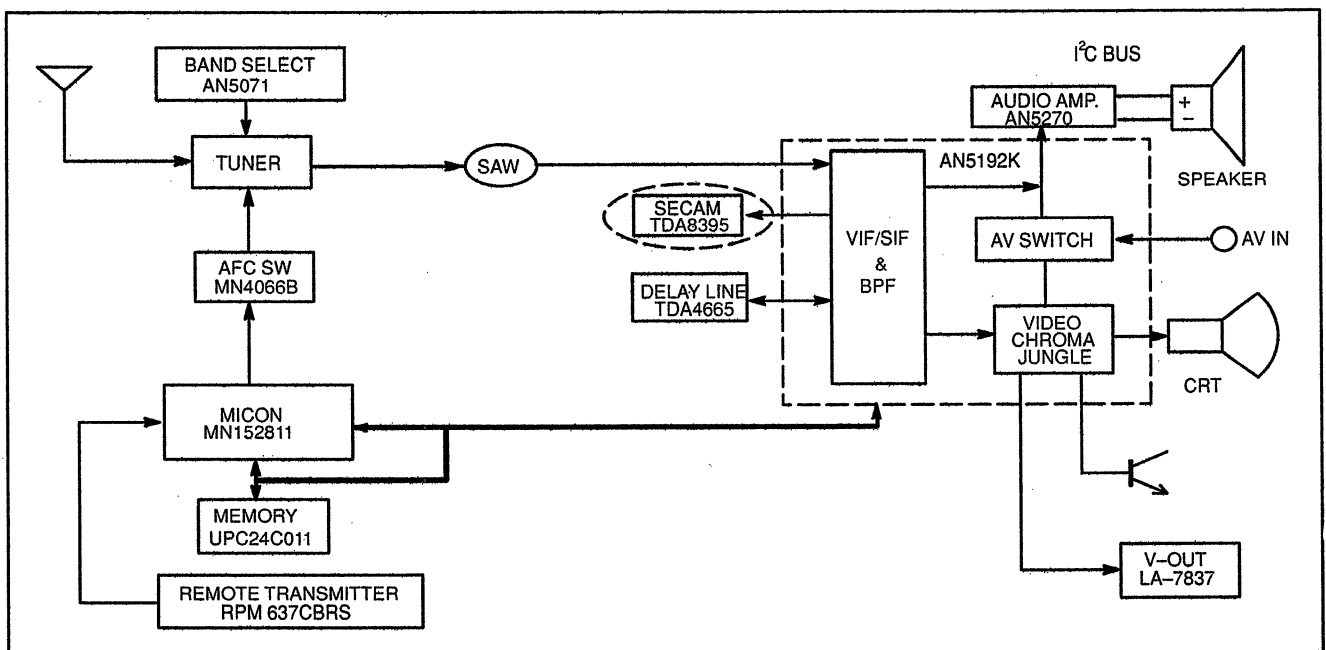 I²C BUS
BAND SELECT
AN5071
AUDIO AMP.
AN5270
+
−
SPEAKER
TUNER
SAW
AN5192K
SECAM
TDA8395
VIF/SIF
&
BPF
AV SWITCH
AV IN
AFC SW
MN4066B
DELAY LINE
TDA4665
VIDEO
CHROMA
JUNGLE
CRT
MICON
MN152811
MEMORY
UPC24C011
V–OUT
LA–7837
REMOTE TRANSMITTER
RPM 637CBRS